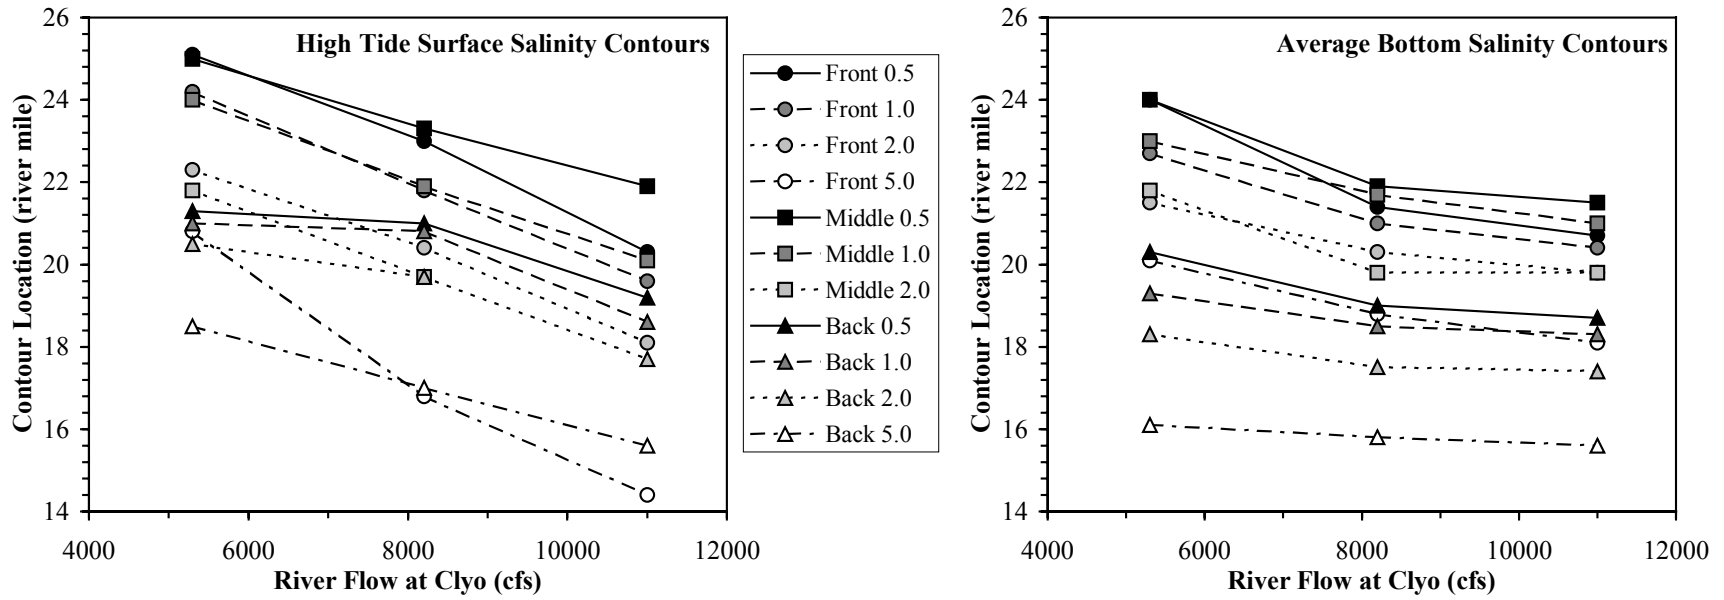 High Tide Surface Salinity Contours
Contour Location (river mile)
26
24
22
20
18
16
14
4000 6000 8000 10000 12000
River Flow at Clyo (cfs)
Front 0.5
Front 1.0
Front 2.0
Front 5.0
Middle 0.5
Middle 1.0
Middle 2.0
Back 0.5
Back 1.0
Back 2.0
Back 5.0
Average Bottom Salinity Contours
Contour Location (river mile)
26
24
22
20
18
16
14
4000 6000 8000 10000 12000
River Flow at Clyo (cfs)